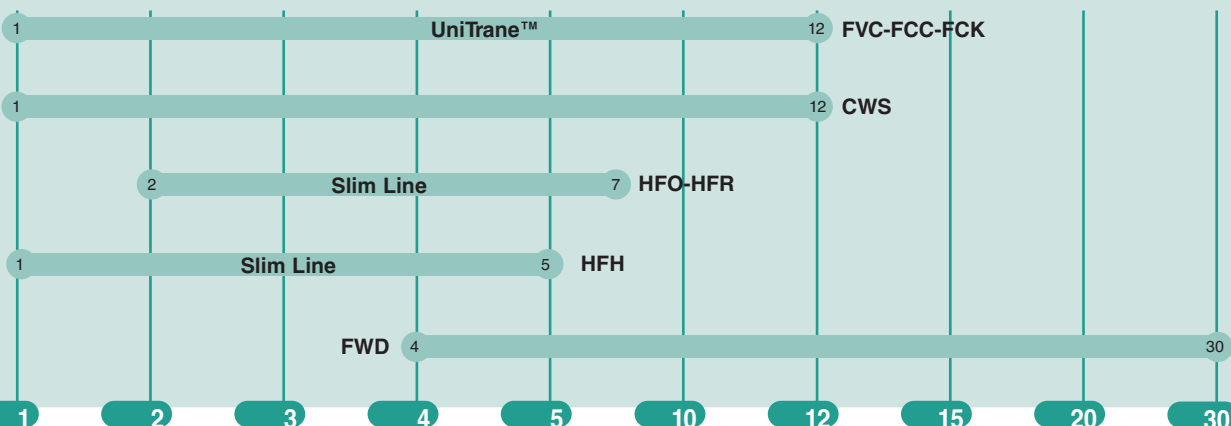 1 UniTrane™ 12 FVC-FCC-FCK
1 12 CWS
2 Slim Line 7 HFO-HFR
1 Slim Line 5 HFH
FWD 4 30
1 2 3 4 5 10 12 15 20 30